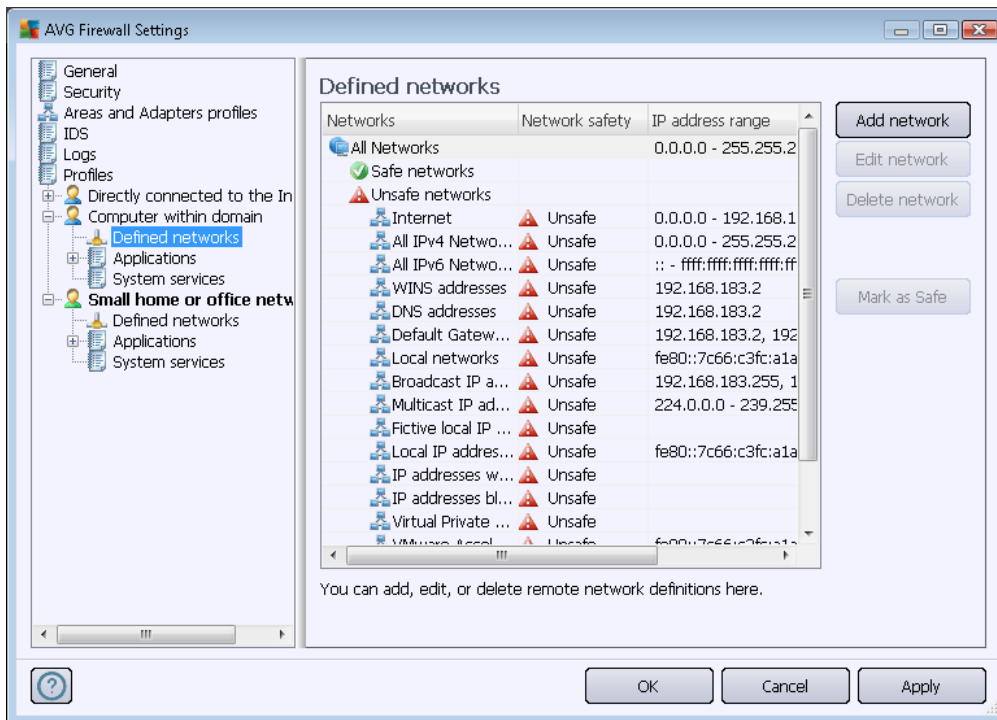 AVG Firewall Settings
General
Security
Areas and Adapters profiles
IDS
Logs
Profiles
Directly connected to the In
Computer within domain
Defined networks
Applications
System services
Small home or office netw
Defined networks
Applications
System services
Defined networks
Networks Network safety IP address range
All Networks 0.0.0.0 - 255.255.2
Safe networks
Unsafe networks
Internet Unsafe 0.0.0.0 - 192.168.1
All IPv4 Netwo... Unsafe 0.0.0.0 - 255.255.2
All IPv6 Netwo... Unsafe :: - ffff:ffff:ffff:ffff:ff
WINS addresses Unsafe 192.168.183.2
DNS addresses Unsafe 192.168.183.2
Default Gatew... Unsafe 192.168.183.2, 192
Local networks Unsafe fe80::7c66:c3fc:a1a
Broadcast IP a... Unsafe 192.168.183.255, 1
Multicast IP ad... Unsafe 224.0.0.0 - 239.255
Fictive local IP ... Unsafe
Local IP addres... Unsafe fe80::7c66:c3fc:a1a
IP addresses w... Unsafe
IP addresses bl... Unsafe
Virtual Private ... Unsafe
VMware Accel Unsafe fe80::7c66:c3fc:a1a
Add network
Edit network
Delete network
Mark as Safe
You can add, edit, or delete remote network definitions here.
OK Cancel Apply